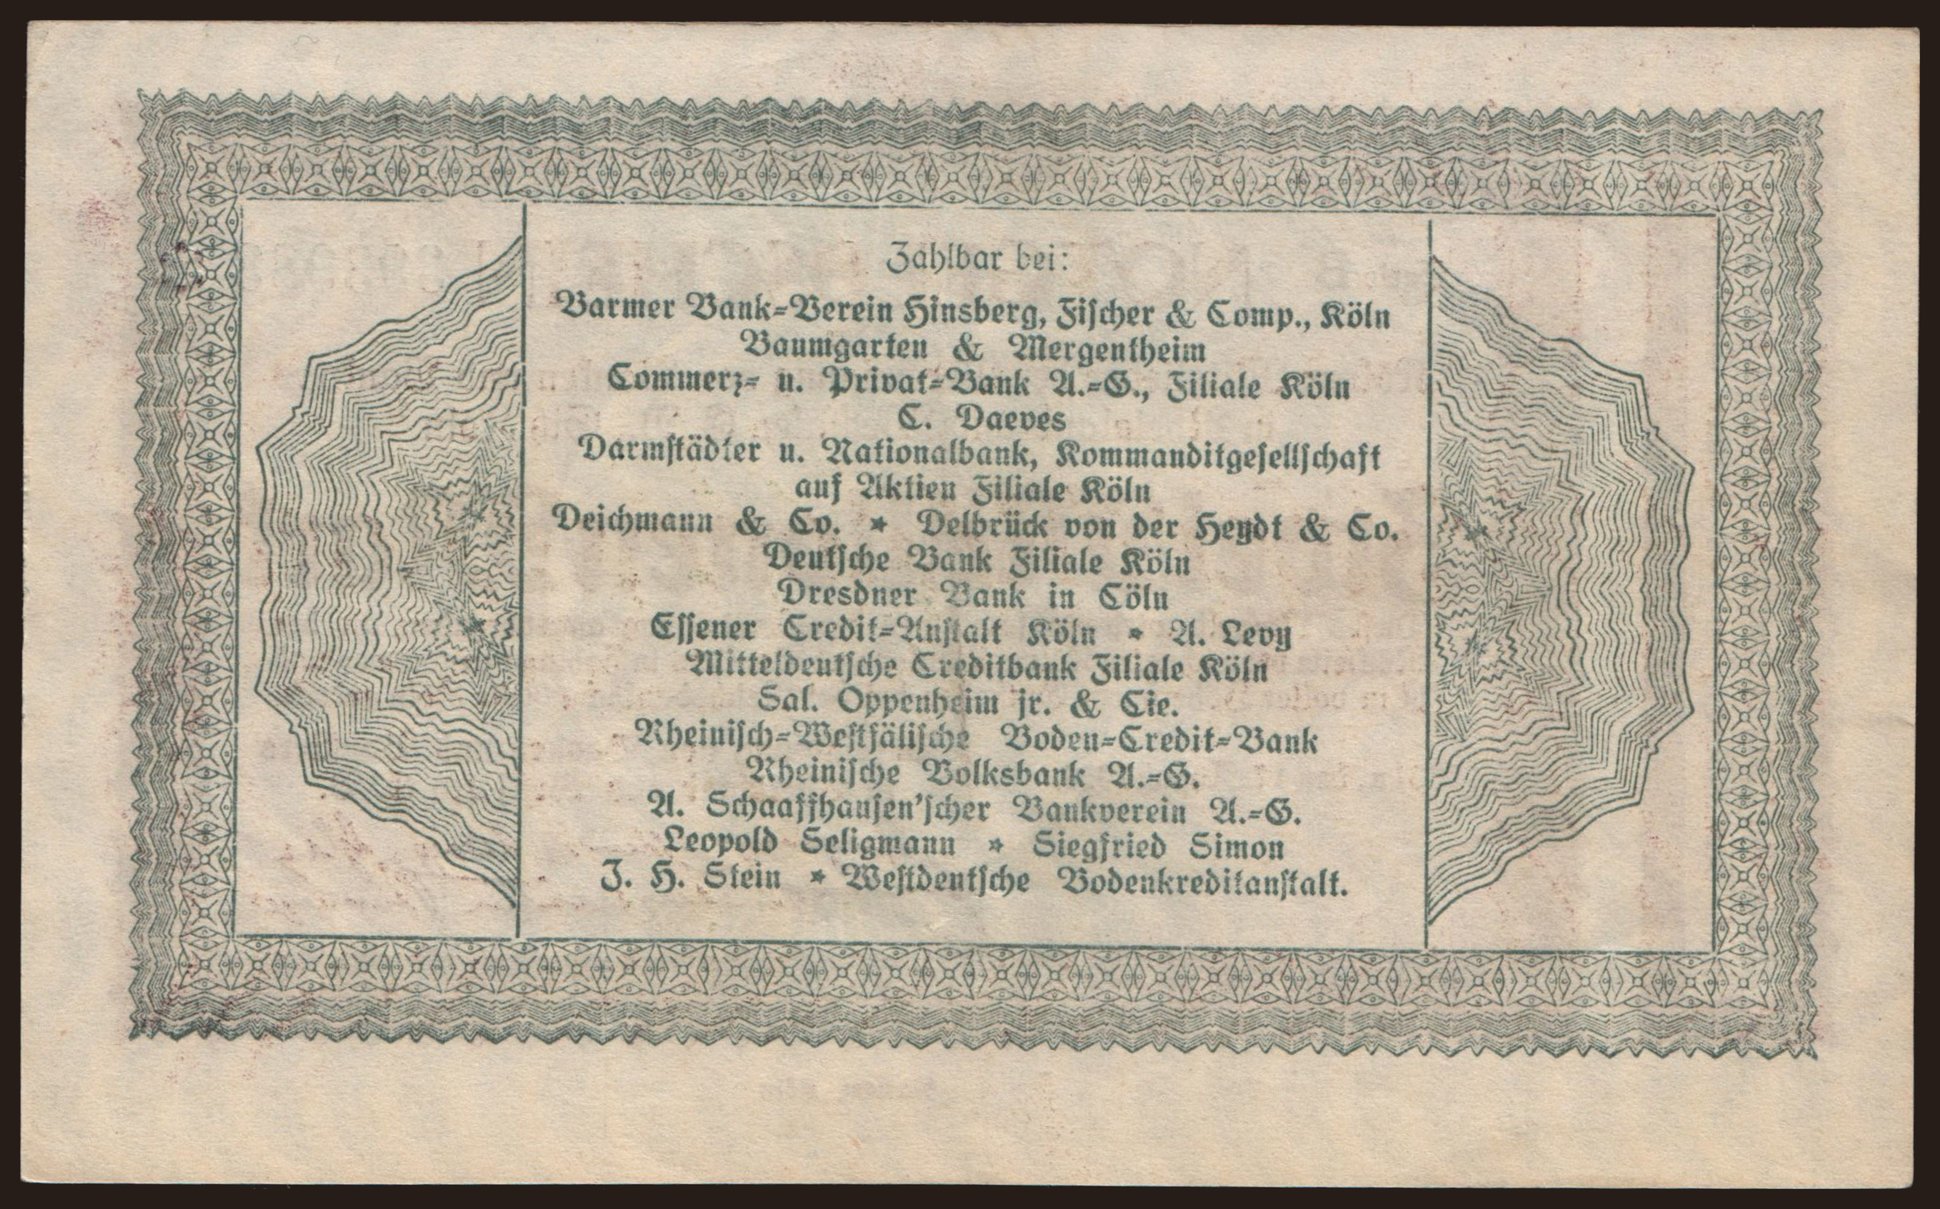 Zahlbar bei:
Barmer Bank-Verein Hinsberg, Fischer & Comp., Köln
Baumgarten & Mergentheim
Commerz- u. Privat-Bank A.-G., Filiale Köln
C. Daeves
Darmstädter u. Nationalbank, Kommanditgesellschaft
auf Aktien Filiale Köln
Deichmann & Co. * Delbrück von der Heydt & Co.
Deutsche Bank Filiale Köln
Dresdner Bank in Cöln
Essener Credit-Anstalt Köln * A. Levy
Mitteldeutsche Creditbank Filiale Köln
Sal. Oppenheim jr. & Cie.
Rheinisch-Westfälische Boden-Credit-Bank
Rheinische Volksbank A.-G.
A. Schaaffhausen'scher Bankverein A.-G.
Leopold Seligmann * Siegfried Simon
J. H. Stein * Westdeutsche Bodenkreditanstalt.